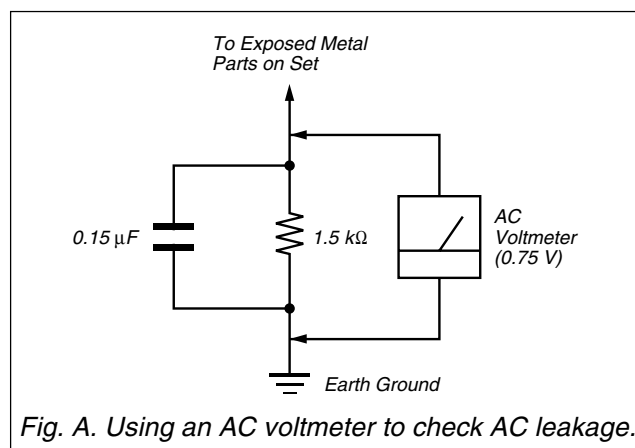 To Exposed Metal
Parts on Set
0.15 μF
1.5 kΩ
AC
Voltmeter
(0.75 V)
Earth Ground
Fig. A. Using an AC voltmeter to check AC leakage.